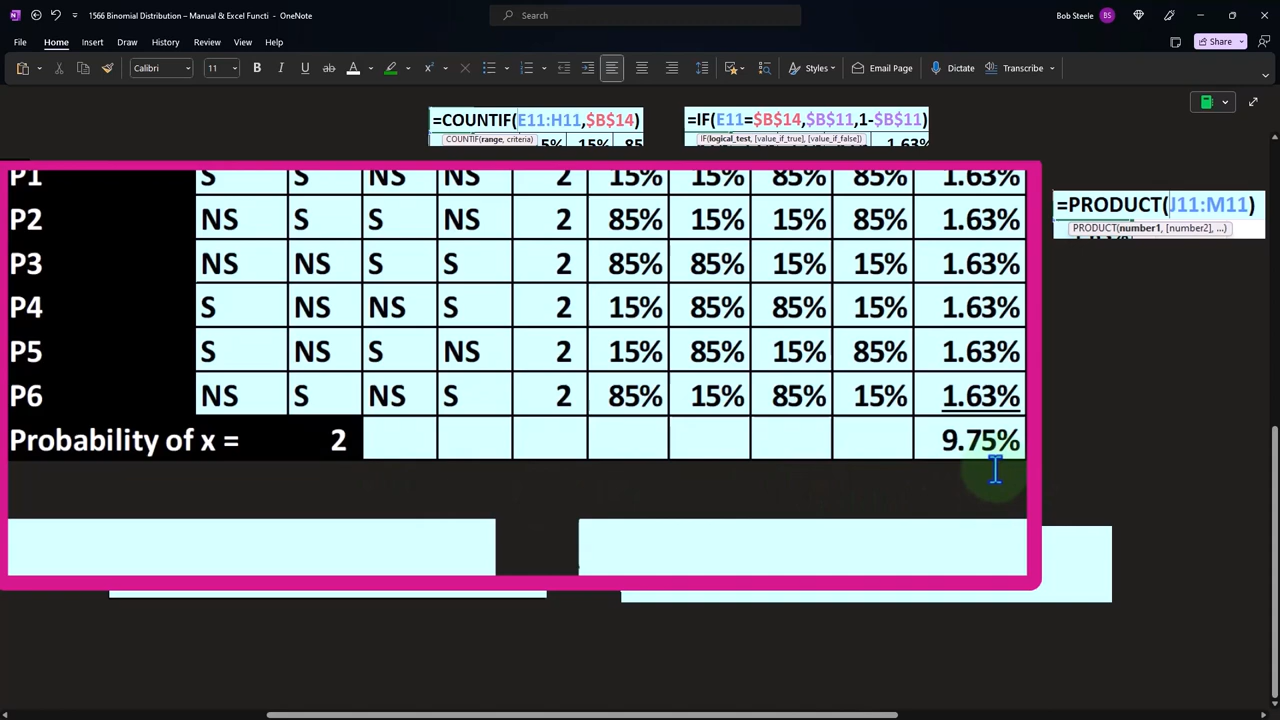 1566 Binomial Distribution – Manual & Excel Functi - OneNote
Search
Bob Steele BS
File Home Insert Draw History Review View Help
Share
Calibri 11 B I U ab A x Styles Email Page Dictate Transcribe
=COUNTIF(E11:H11,$B$14)
COUNTIF(range, criteria)
=IF(E11=$B$14,$B$11,1-$B$11)
IF(logical_test, [value_if_true], [value_if_false])
P1 S S NS NS 2 15% 15% 85% 85% 1.63%
P2 NS S S NS 2 85% 15% 15% 85% 1.63%
P3 NS NS S S 2 85% 85% 15% 15% 1.63%
P4 S NS NS S 2 15% 85% 85% 15% 1.63%
P5 S NS S NS 2 15% 85% 15% 85% 1.63%
P6 NS S NS S 2 85% 15% 85% 15% 1.63%
Probability of x = 2 9.75%
=PRODUCT(J11:M11)
PRODUCT(number1, [number2], ...)